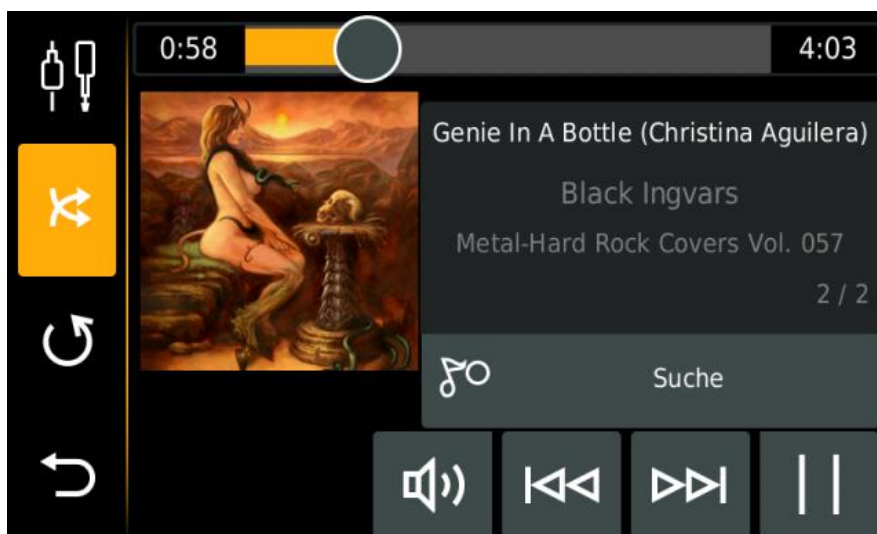 0:58
4:03
Genie In A Bottle (Christina Aguilera)
Black Ingvars
Metal-Hard Rock Covers Vol. 057
2 / 2
Suche